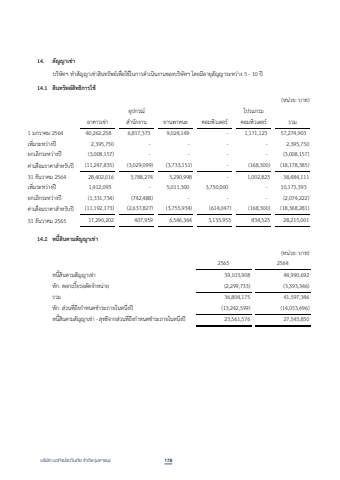 14. สัญญาเช่า
บริษัทฯ ทำสัญญาเช่าสินทรัพย์เพื่อใช้ในการดำเนินงานของบริษัทฯ โดยมีอายุสัญญาระหว่าง 3 - 10 ปี
14.1 สินทรัพย์สิทธิการใช้
(หน่วย: บาท)
อุปกรณ์ โปรแกรม
อาคารเช่า สำนักงาน ยานพาหนะ คอมพิวเตอร์ คอมพิวเตอร์ รวม
1 มกราคม 2564 40,262,258 6,817,373 9,024,149 - 1,171,125 57,274,905
เพิ่มระหว่างปี 2,395,750 - - - - 2,395,750
ยกเลิกระหว่างปี (3,008,157) - - - - (3,008,157)
ค่าเสื่อมราคาสำหรับปี (11,247,835) (3,029,099) (3,733,151) - (168,300) (18,178,385)
31 ธันวาคม 2564 28,402,016 3,788,274 5,290,998 - 1,002,825 38,484,111
เพิ่มระหว่างปี 1,412,093 - 5,011,300 3,750,000 - 10,173,393
ยกเลิกระหว่างปี (1,331,734) (742,488) - - - (2,074,222)
ค่าเสื่อมราคาสำหรับปี (11,192,173) (2,637,827) (3,755,934) (614,047) (168,300) (18,368,281)
31 ธันวาคม 2565 17,290,202 407,959 6,546,364 3,135,953 834,525 28,215,001
14.2 หนี้สินตามสัญญาเช่า
(หน่วย: บาท)
2565 2564
หนี้สินตามสัญญาเช่า 39,103,908 44,990,692
หัก: ดอกเบี้ยรอตัดจำหน่าย (2,299,733) (3,393,346)
รวม 36,804,175 41,597,346
หัก: ส่วนที่ถึงกำหนดชำระภายในหนึ่งปี (13,242,599) (14,053,496)
หนี้สินตามสัญญาเช่า - สุทธิจากส่วนที่ถึงกำหนดชำระภายในหนึ่งปี 23,561,576 27,543,850
176